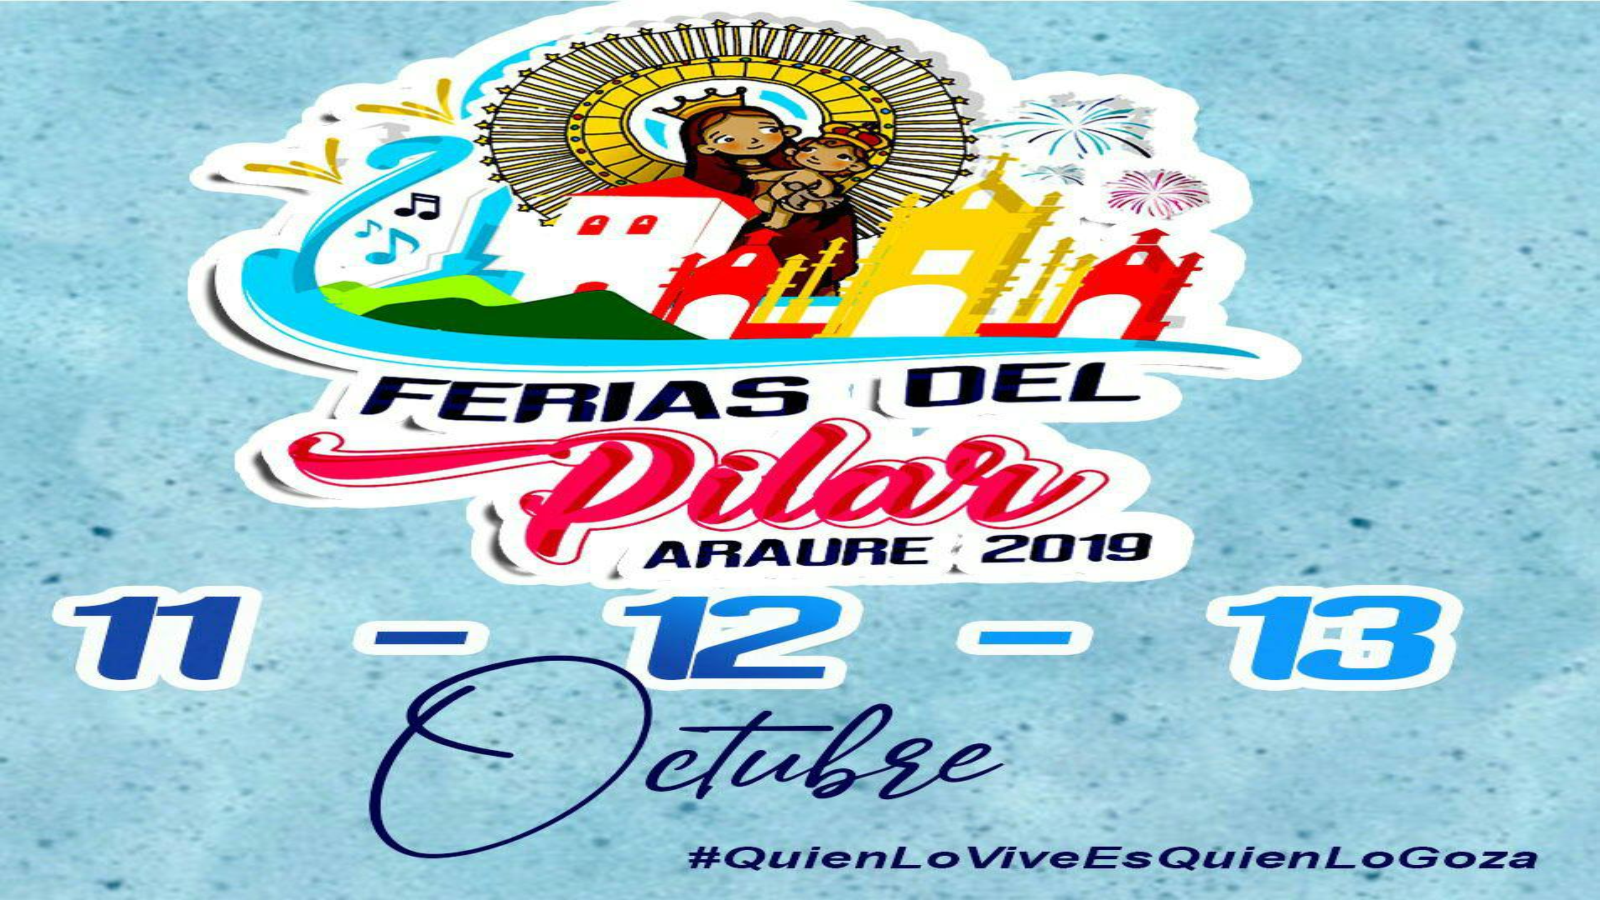 FERIAS DEL
Pilar
ARAURE 2019
11 - 12 - 13
Octubre
#QuienLoViveEsQuienLoGoza